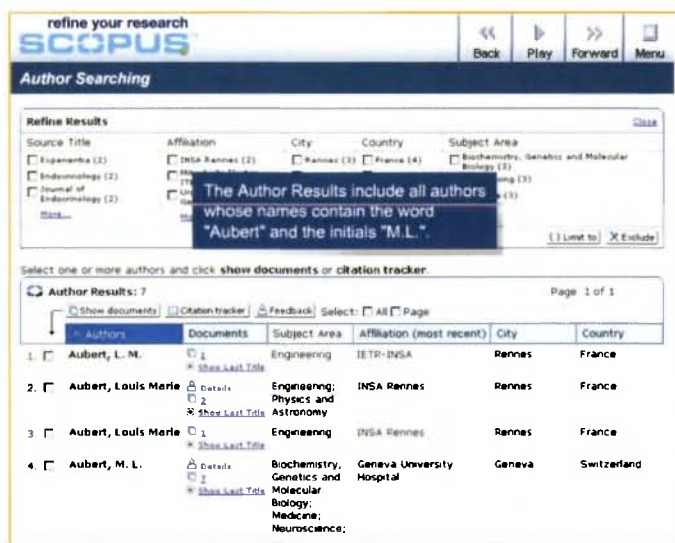 refine your research
SCOPUS
Back Play Forward Menu
Author Searching
Refine Results Close
Source Title Affiliation City Country Subject Area
Experientia (2) INSA Rennes (2) Rennes (3) France (4) Biochemistry, Genetics and Molecular
Biology (3)
Endocrinology (2) (3)
Journal of
Endocrinology (2) (3)
More...
The Author Results include all authors
whose names contain the word
"Aubert" and the initials "M.L.".
Limit to Exclude
Select one or more authors and click show documents or citation tracker.
Author Results: 7 Page 1 of 1
Show documents Citation tracker Feedback Select: All Page
Authors Documents Subject Area Affiliation (most recent) City Country
1. Aubert, L. M. 1 Engineering IETR-INSA Rennes France
Show Last Title
2. Aubert, Louis Marie Details Engineering; INSA Rennes Rennes France
2 Physics and
Show Last Title Astronomy
3. Aubert, Louis Marie 1 Engineering INSA Rennes Rennes France
Show Last Title
4. Aubert, M. L. Details Biochemistry, Geneva University Geneva Switzerland
Genetics and Hospital
Show Last Title Molecular
Biology;
Medicine;
Neuroscience;